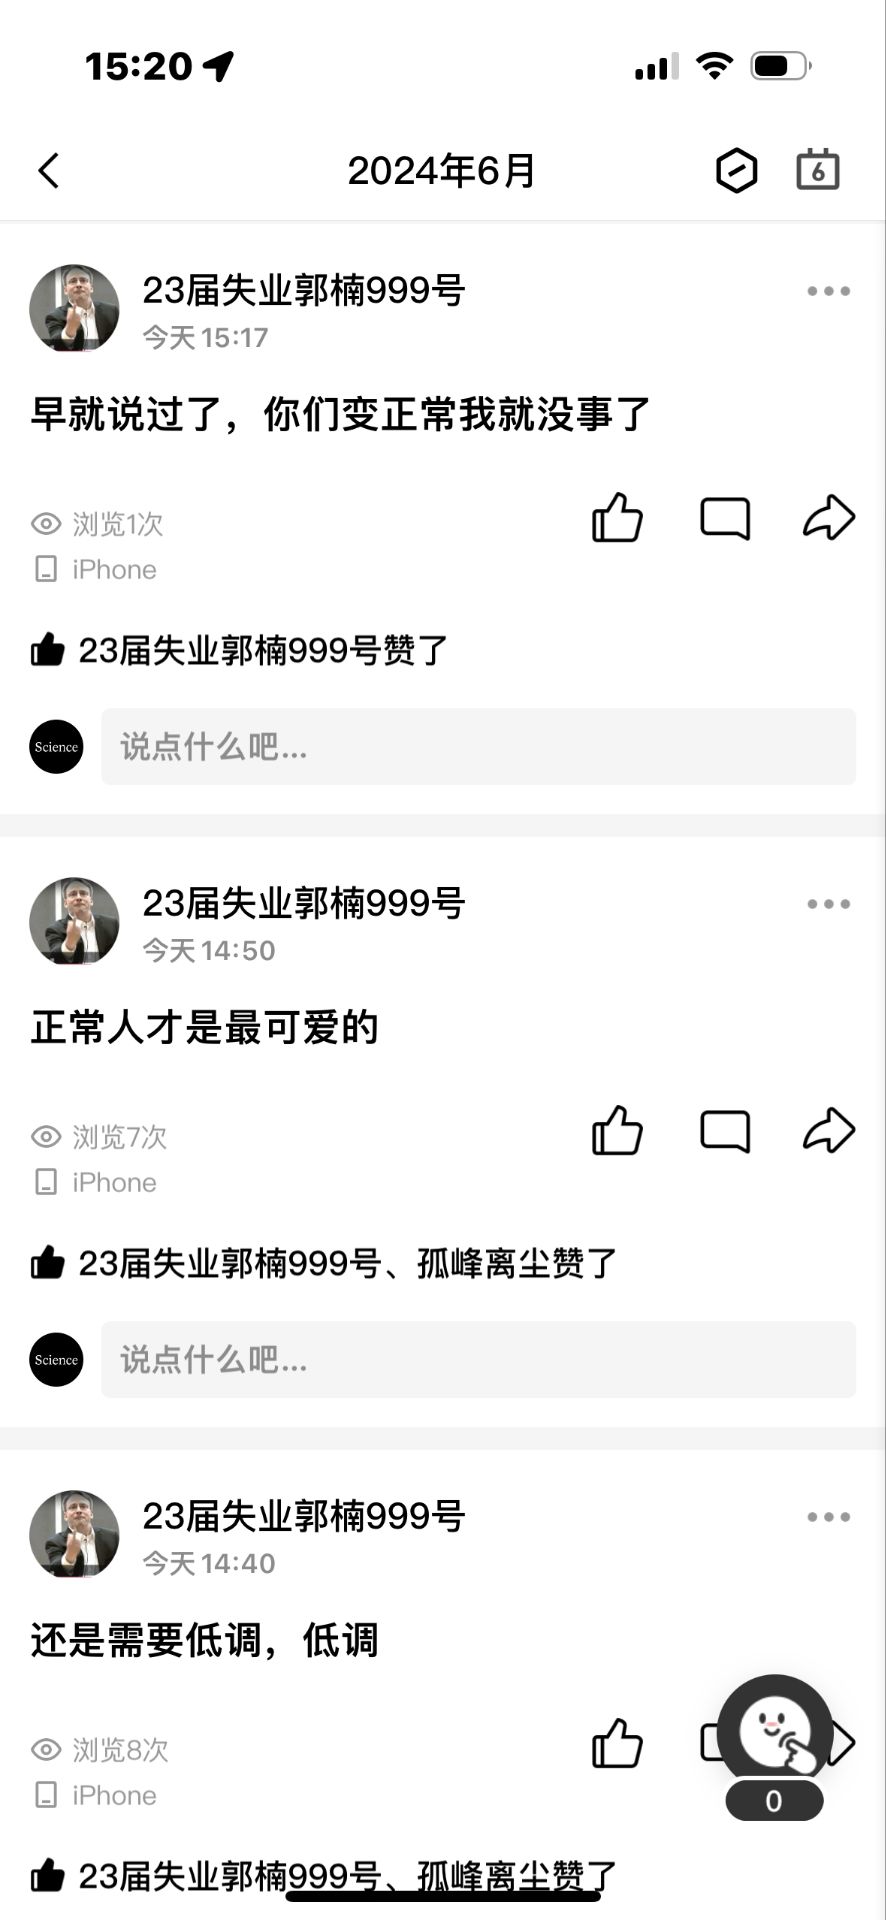 15:20
2024年6月
6
23届失业郭楠999号
今天 15:17
早就说过了，你们变正常我就没事了
浏览1次
iPhone
23届失业郭楠999号赞了
Science
说点什么吧...
23届失业郭楠999号
今天 14:50
正常人才是最可爱的
浏览7次
iPhone
23届失业郭楠999号、孤峰离尘赞了
Science
说点什么吧...
23届失业郭楠999号
今天 14:40
还是需要低调，低调
浏览8次
iPhone
0
23届失业郭楠999号、孤峰离尘赞了